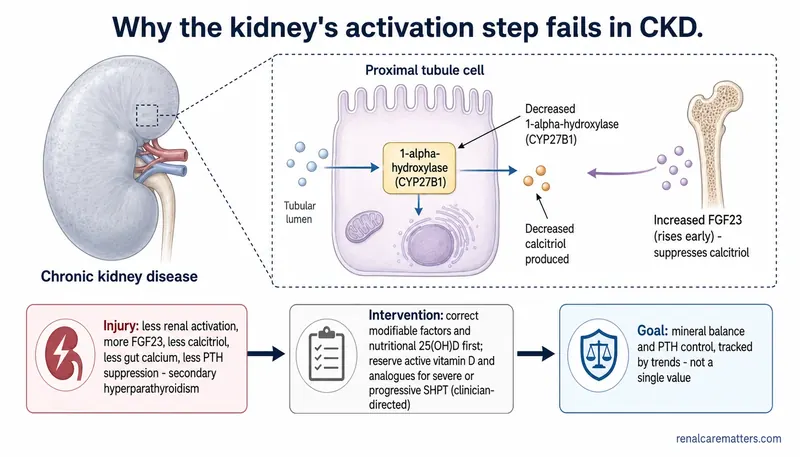 Why the kidney's activation step fails in CKD.
Chronic kidney disease
Proximal tubule cell
Tubular
lumen
1-alpha-
hydroxylase
(CYP27B1)
Decreased
1-alpha-hydroxylase
(CYP27B1)
Decreased
calcitriol
produced
Increased FGF23
(rises early) -
suppresses calcitriol
Injury: less renal activation,
more FGF23, less calcitriol,
less gut calcium, less PTH
suppression - secondary
hyperparathyroidism
Intervention: correct
modifiable factors and
nutritional 25(OH)D first;
reserve active vitamin D and
analogues for severe or
progressive SHPT (clinician-
directed)
Goal: mineral balance
and PTH control, tracked
by trends - not a
single value
renalcarematters.com